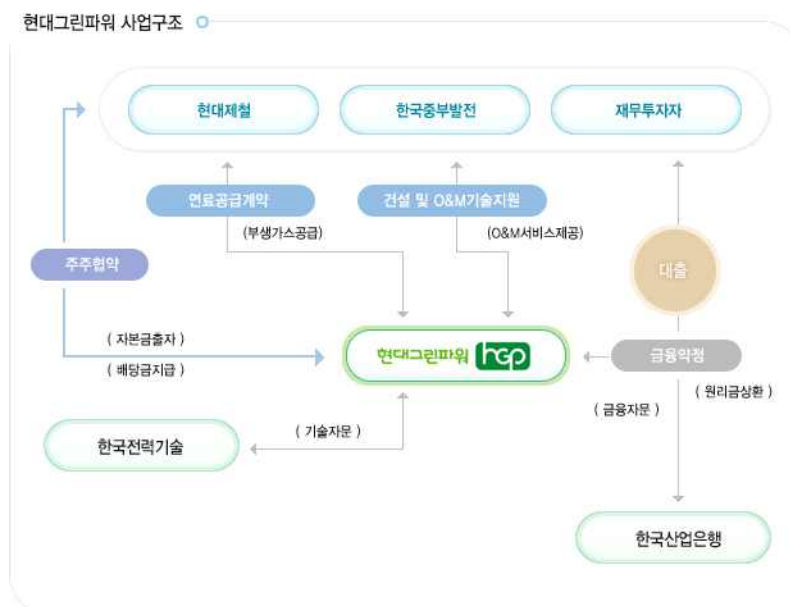 현대그린파워 사업구조
현대제철
한국중부발전
재무투자자
연료공급계약
건설 및 O&M기술지원
(부생가스공급)
(O&M서비스제공)
주주협약
대출
( 자본금출자 )
( 배당금지급 )
현대그린파워 hgp
금융약정
( 원리금상환 )
( 금융자문 )
( 기술자문 )
한국전력기술
한국산업은행